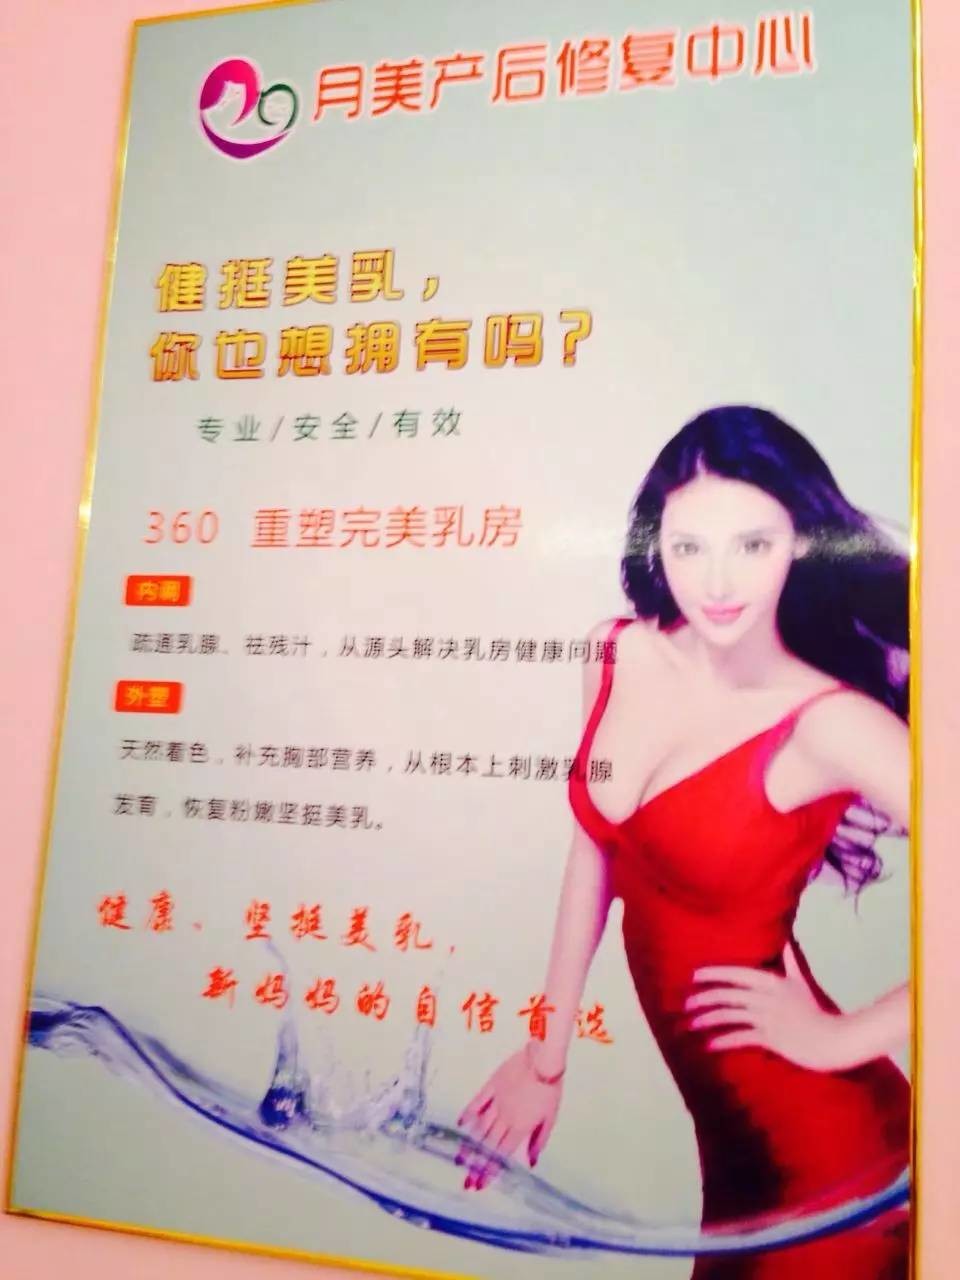 月美产后修复中心
健挺美乳，
你也想拥有吗？
专业/安全/有效
360 重塑完美乳房
内调
疏通乳腺、祛残汁，从源头解决乳房健康问题
外塑
天然着色，补充胸部营养，从根本上刺激乳腺
发育，恢复粉嫩坚挺美乳。
健康、坚挺美乳，
新妈妈的自信首选